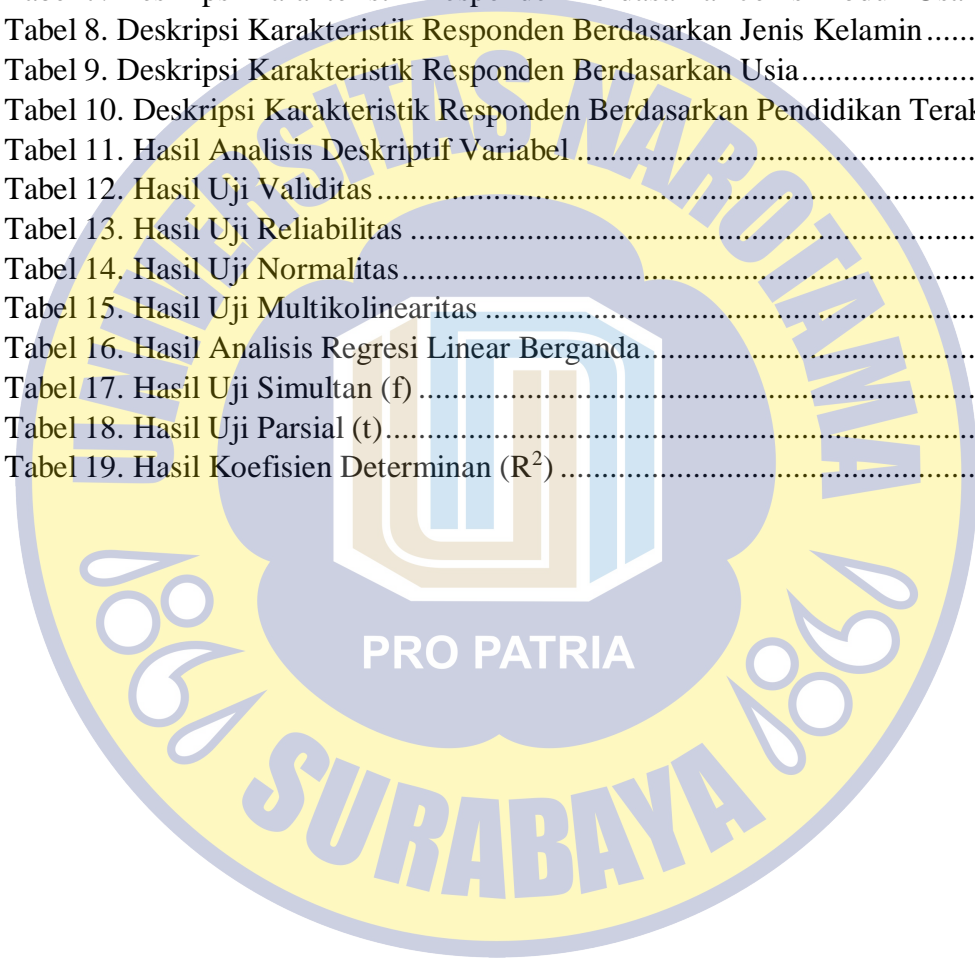 Tabel 8. Deskripsi Karakteristik Responden Berdasarkan Jenis Kelamin
Tabel 9. Deskripsi Karakteristik Responden Berdasarkan Usia
Tabel 10. Deskripsi Karakteristik Responden Berdasarkan Pendidikan Terak
Tabel 11. Hasil Analisis Deskriptif Variabel
Tabel 12. Hasil Uji Validitas
Tabel 13. Hasil Uji Reliabilitas
Tabel 14. Hasil Uji Normalitas
Tabel 15. Hasil Uji Multikolinearitas
Tabel 16. Hasil Analisis Regresi Linear Berganda
Tabel 17. Hasil Uji Simultan (f)
Tabel 18. Hasil Uji Parsial (t)
Tabel 19. Hasil Koefisien Determinan (R²)
UNIVERSITAS NAROTAMA
PRO PATRIA
SURABAYA